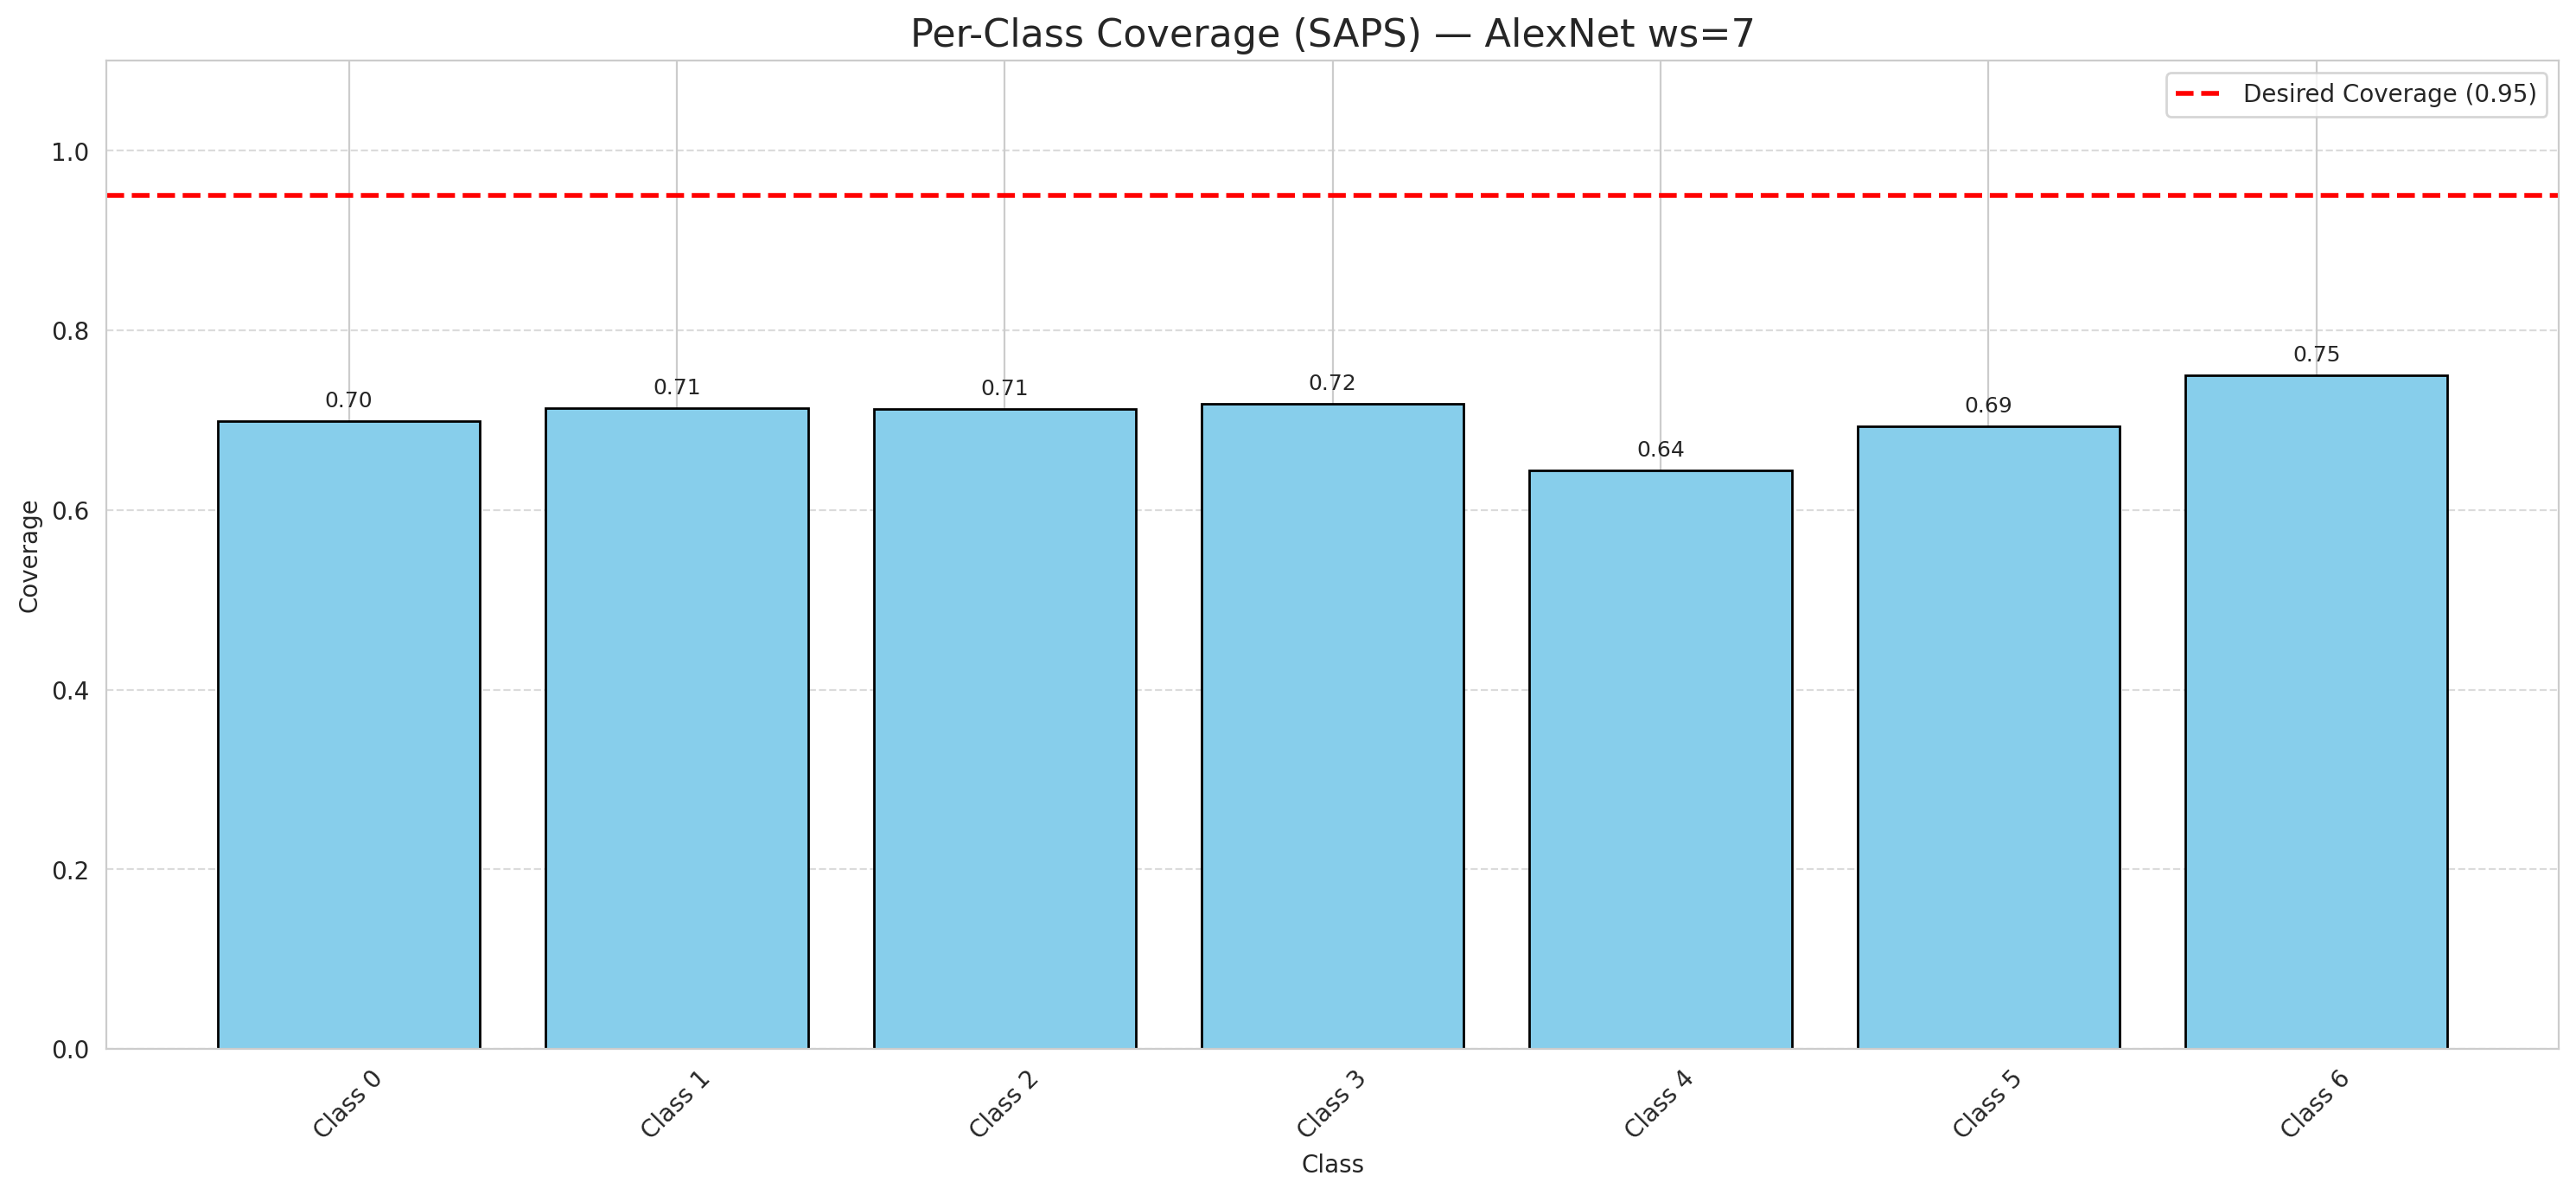 Per-Class Coverage (SAPS) — AlexNet ws=7
Desired Coverage (0.95)
1.0
0.8
0.6
0.4
0.2
0.0
Coverage
0.70
0.71
0.71
0.72
0.64
0.69
0.75
Class 0
Class 1
Class 2
Class 3
Class 4
Class 5
Class 6
Class